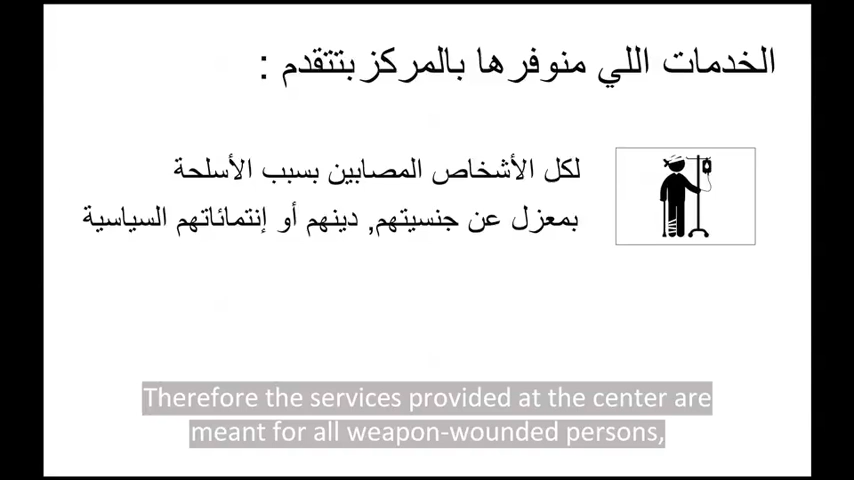 الخدمات اللي منوفرها بالمركز بتتقدم :
لكل الأشخاص المصابين بسبب الأسلحة
بمعزل عن جنسيتهم, دينهم أو إنتمائاتهم السياسية
Therefore the services provided at the center are
meant for all weapon-wounded persons,